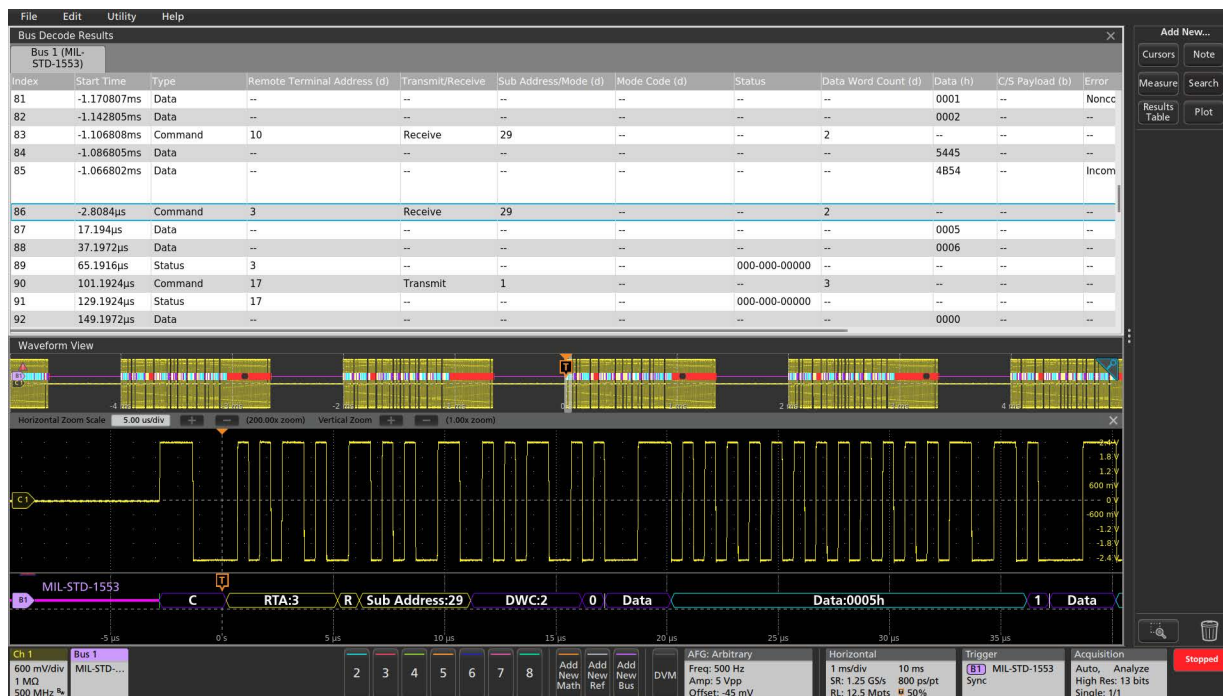 File Edit Utility Help
Bus Decode Results
Bus 1 (MIL-
STD-1553)
Index Start Time Type Remote Terminal Address (d) Transmit/Receive Sub Address/Mode (d) Mode Code (d) Status Data Word Count (d) Data (h) C/S Payload (b) Error
81 -1.170807ms Data -- -- -- -- -- -- 0001 -- Nonco
82 -1.142805ms Data -- -- -- -- -- -- 0002 -- --
83 -1.106808ms Command 10 Receive 29 -- -- 2 -- -- --
84 -1.086805ms Data -- -- -- -- -- -- 5445 -- --
85 -1.066802ms Data -- -- -- -- -- -- 4B54 -- Incom
86 -2.8084µs Command 3 Receive 29 -- -- 2 -- -- --
87 17.194µs Data -- -- -- -- -- -- 0005 -- --
88 37.1972µs Data -- -- -- -- -- -- 0006 -- --
89 65.1916µs Status 3 -- -- -- 000-000-00000 -- -- -- --
90 101.1924µs Command 17 Transmit 1 -- -- 3 -- -- --
91 129.1924µs Status 17 -- -- -- 000-000-00000 -- -- -- --
92 149.1972µs Data -- -- -- -- -- -- 0000 -- --
Waveform View
T
B1
Horizontal Zoom Scale 5.00 us/div + − (200.00x zoom) Vertical Zoom + − (1.00x zoom)
2.4 V
1.8 V
1.2 V
600 mV
C1 0 V
-600 mV
-1.2 V
-1.8 V
-2.4 V
MIL-STD-1553 T
B1 C RTA:3 R Sub Address:29 DWC:2 0 Data Data:0005h 1 Data
-5 µs 0 s 5 µs 10 µs 15 µs 20 µs 25 µs 30 µs 35 µs
Add New...
Cursors Note
Measure Search
Results
Table Plot
Ch 1
600 mV/div
1 MΩ
500 MHz Bw
Bus 1
MIL-STD-...
2 3 4 5 6 7 8
Add
New
Math
Add
New
Ref
Add
New
Bus
DVM
AFG: Arbitrary
Freq: 500 Hz
Amp: 5 Vpp
Offset: -45 mV
Horizontal
1 ms/div 10 ms
SR: 1.25 GS/s 800 ps/pt
RL: 12.5 Mpts 50%
Trigger
B1 MIL-STD-1553
Sync
Acquisition
Auto, Analyze
High Res: 13 bits
Single: 1/1
Stopped